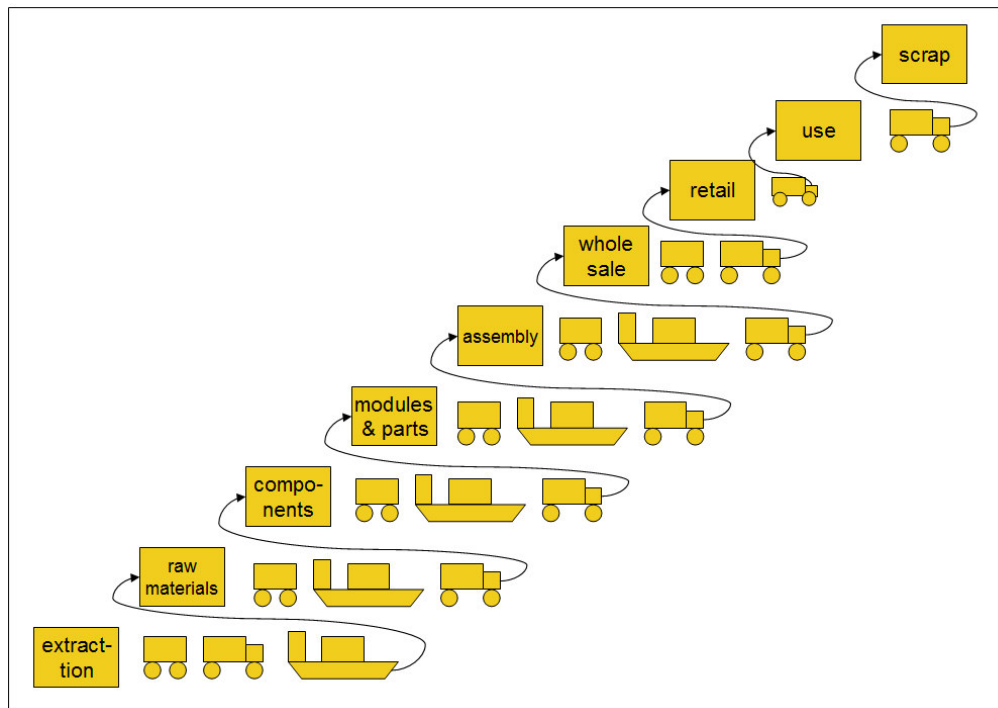 scrap
use
retail
whole
sale
assembly
modules
& parts
compo-
nents
raw
materials
extract-
tion